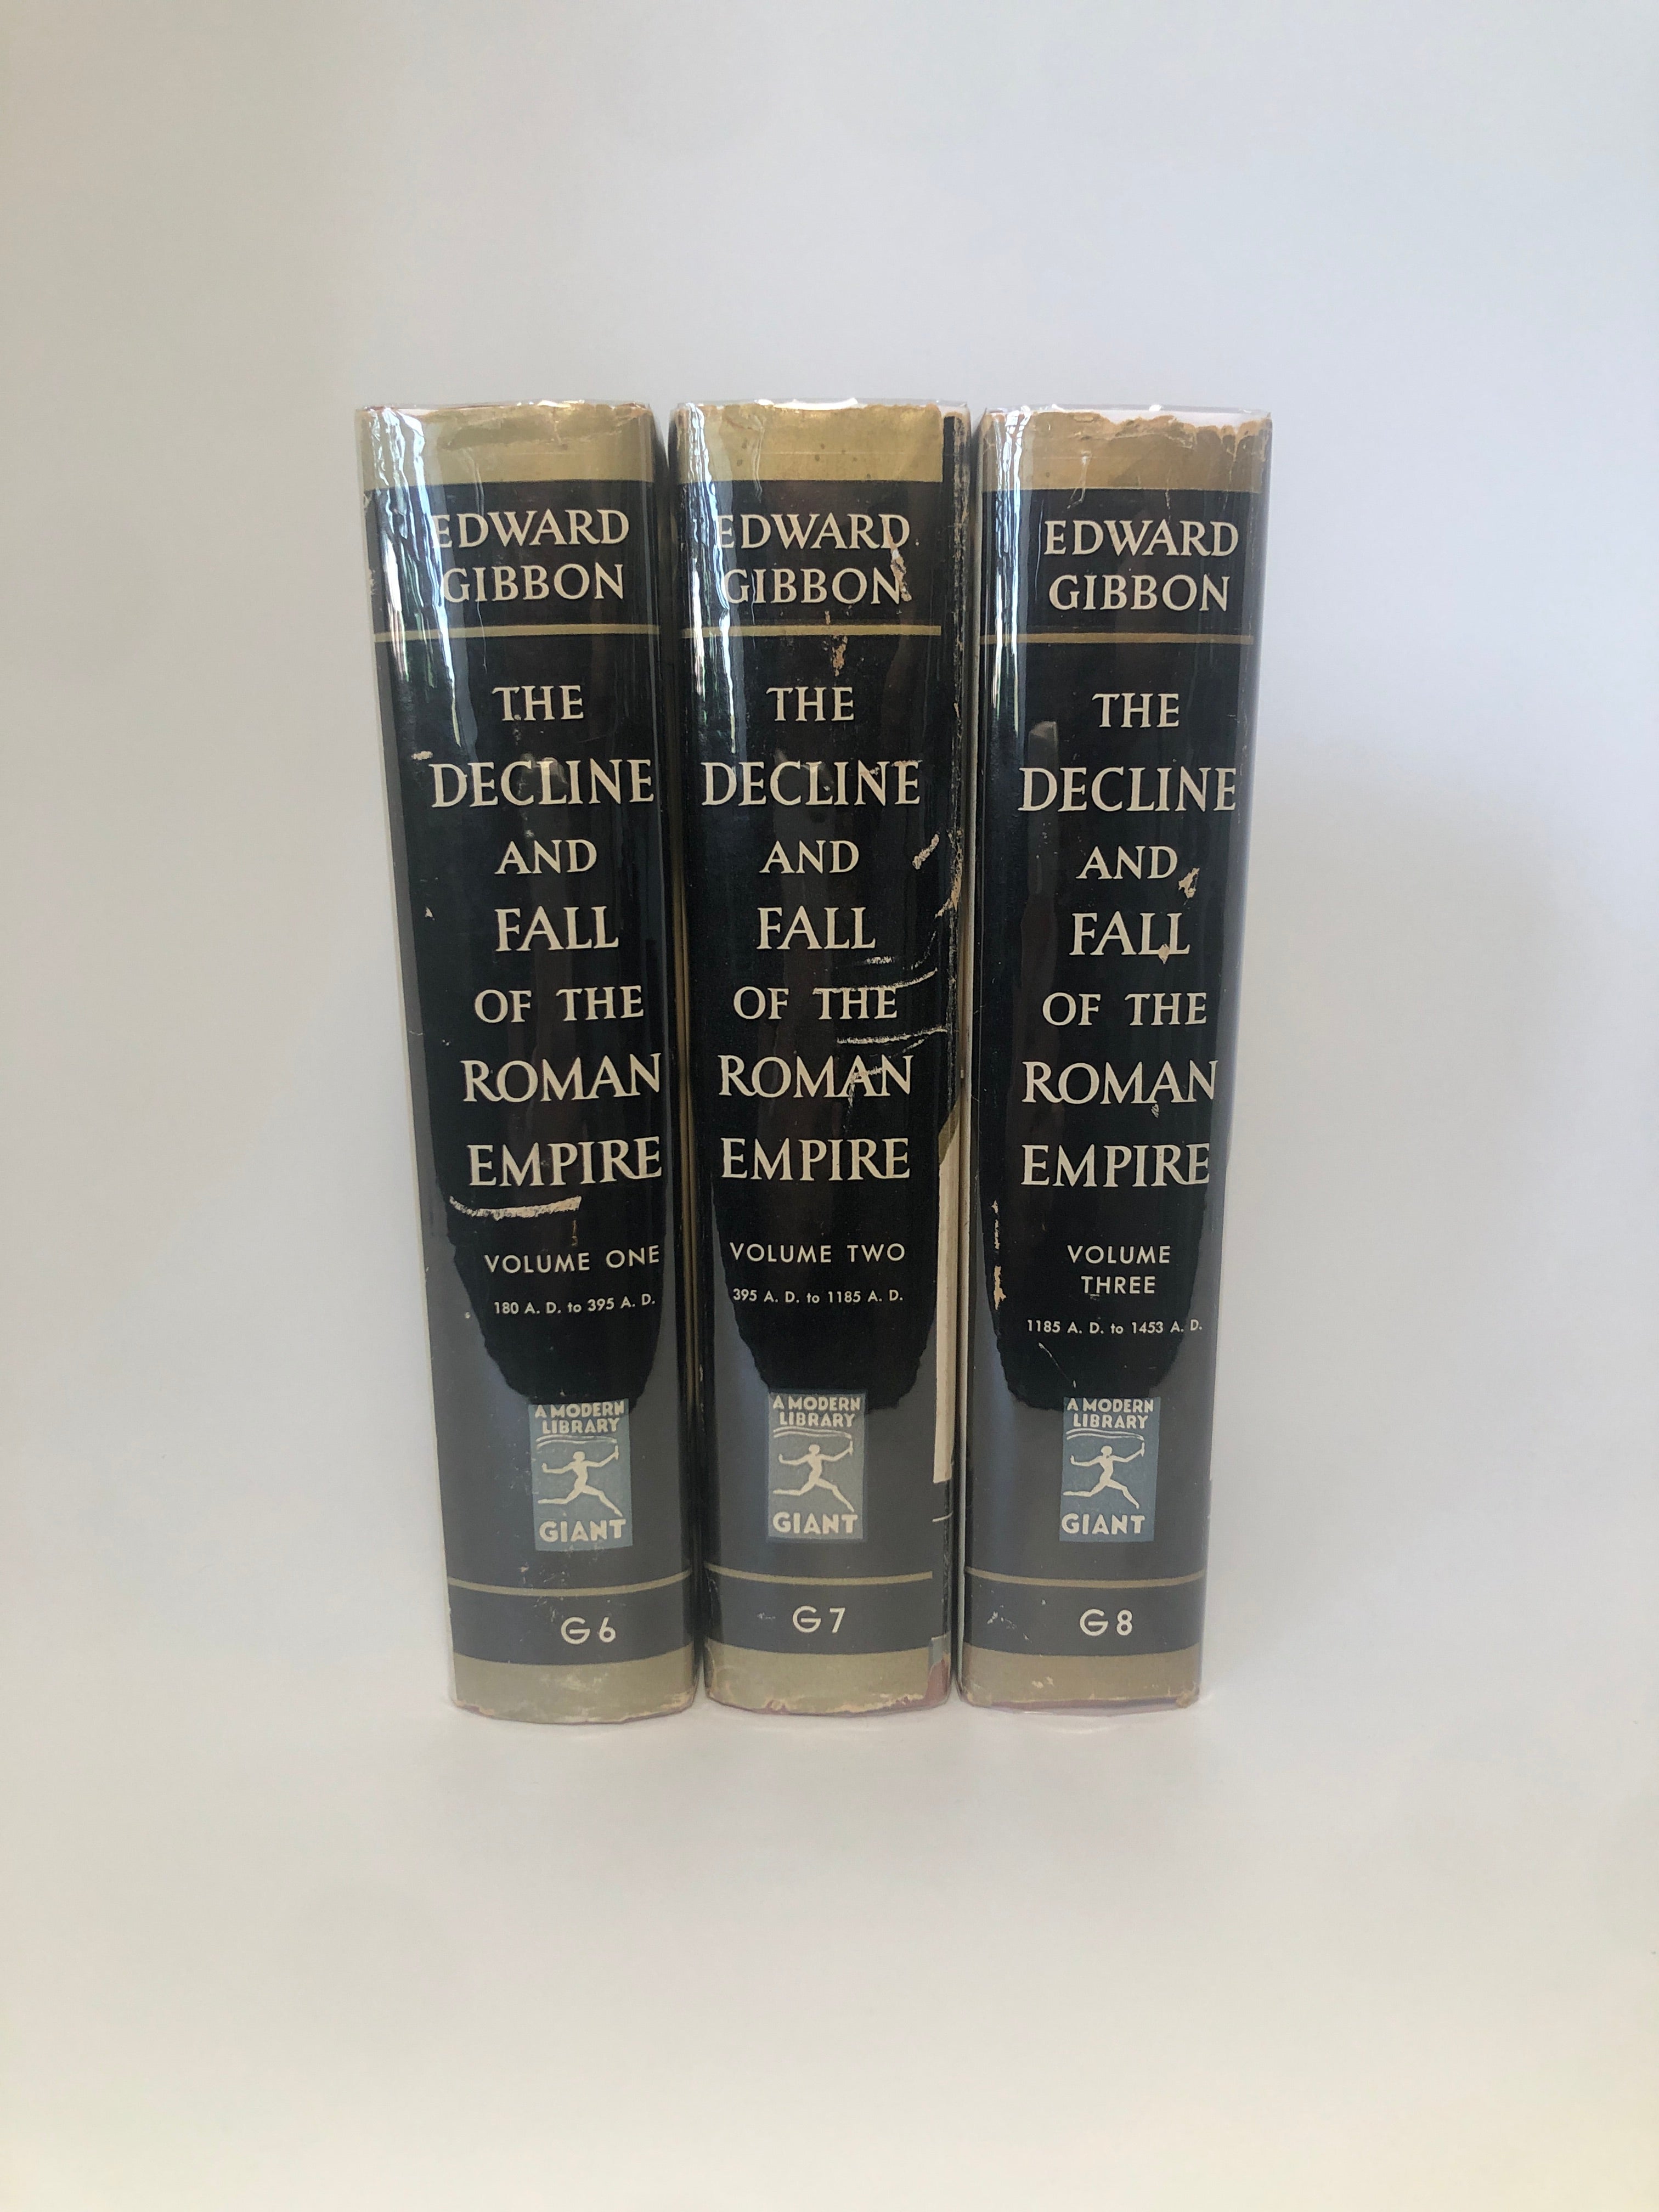 EDWARD
GIBBON
THE
DECLINE
AND
FALL
OF THE
ROMAN
EMPIRE
VOLUME ONE
180 A. D. to 395 A. D.
A MODERN
LIBRARY
GIANT
G6
EDWARD
GIBBON
THE
DECLINE
AND
FALL
OF THE
ROMAN
EMPIRE
VOLUME TWO
395 A. D. to 1185 A. D.
A MODERN
LIBRARY
GIANT
G7
EDWARD
GIBBON
THE
DECLINE
AND
FALL
OF THE
ROMAN
EMPIRE
VOLUME
THREE
1185 A. D. to 1453 A. D.
A MODERN
LIBRARY
GIANT
G8